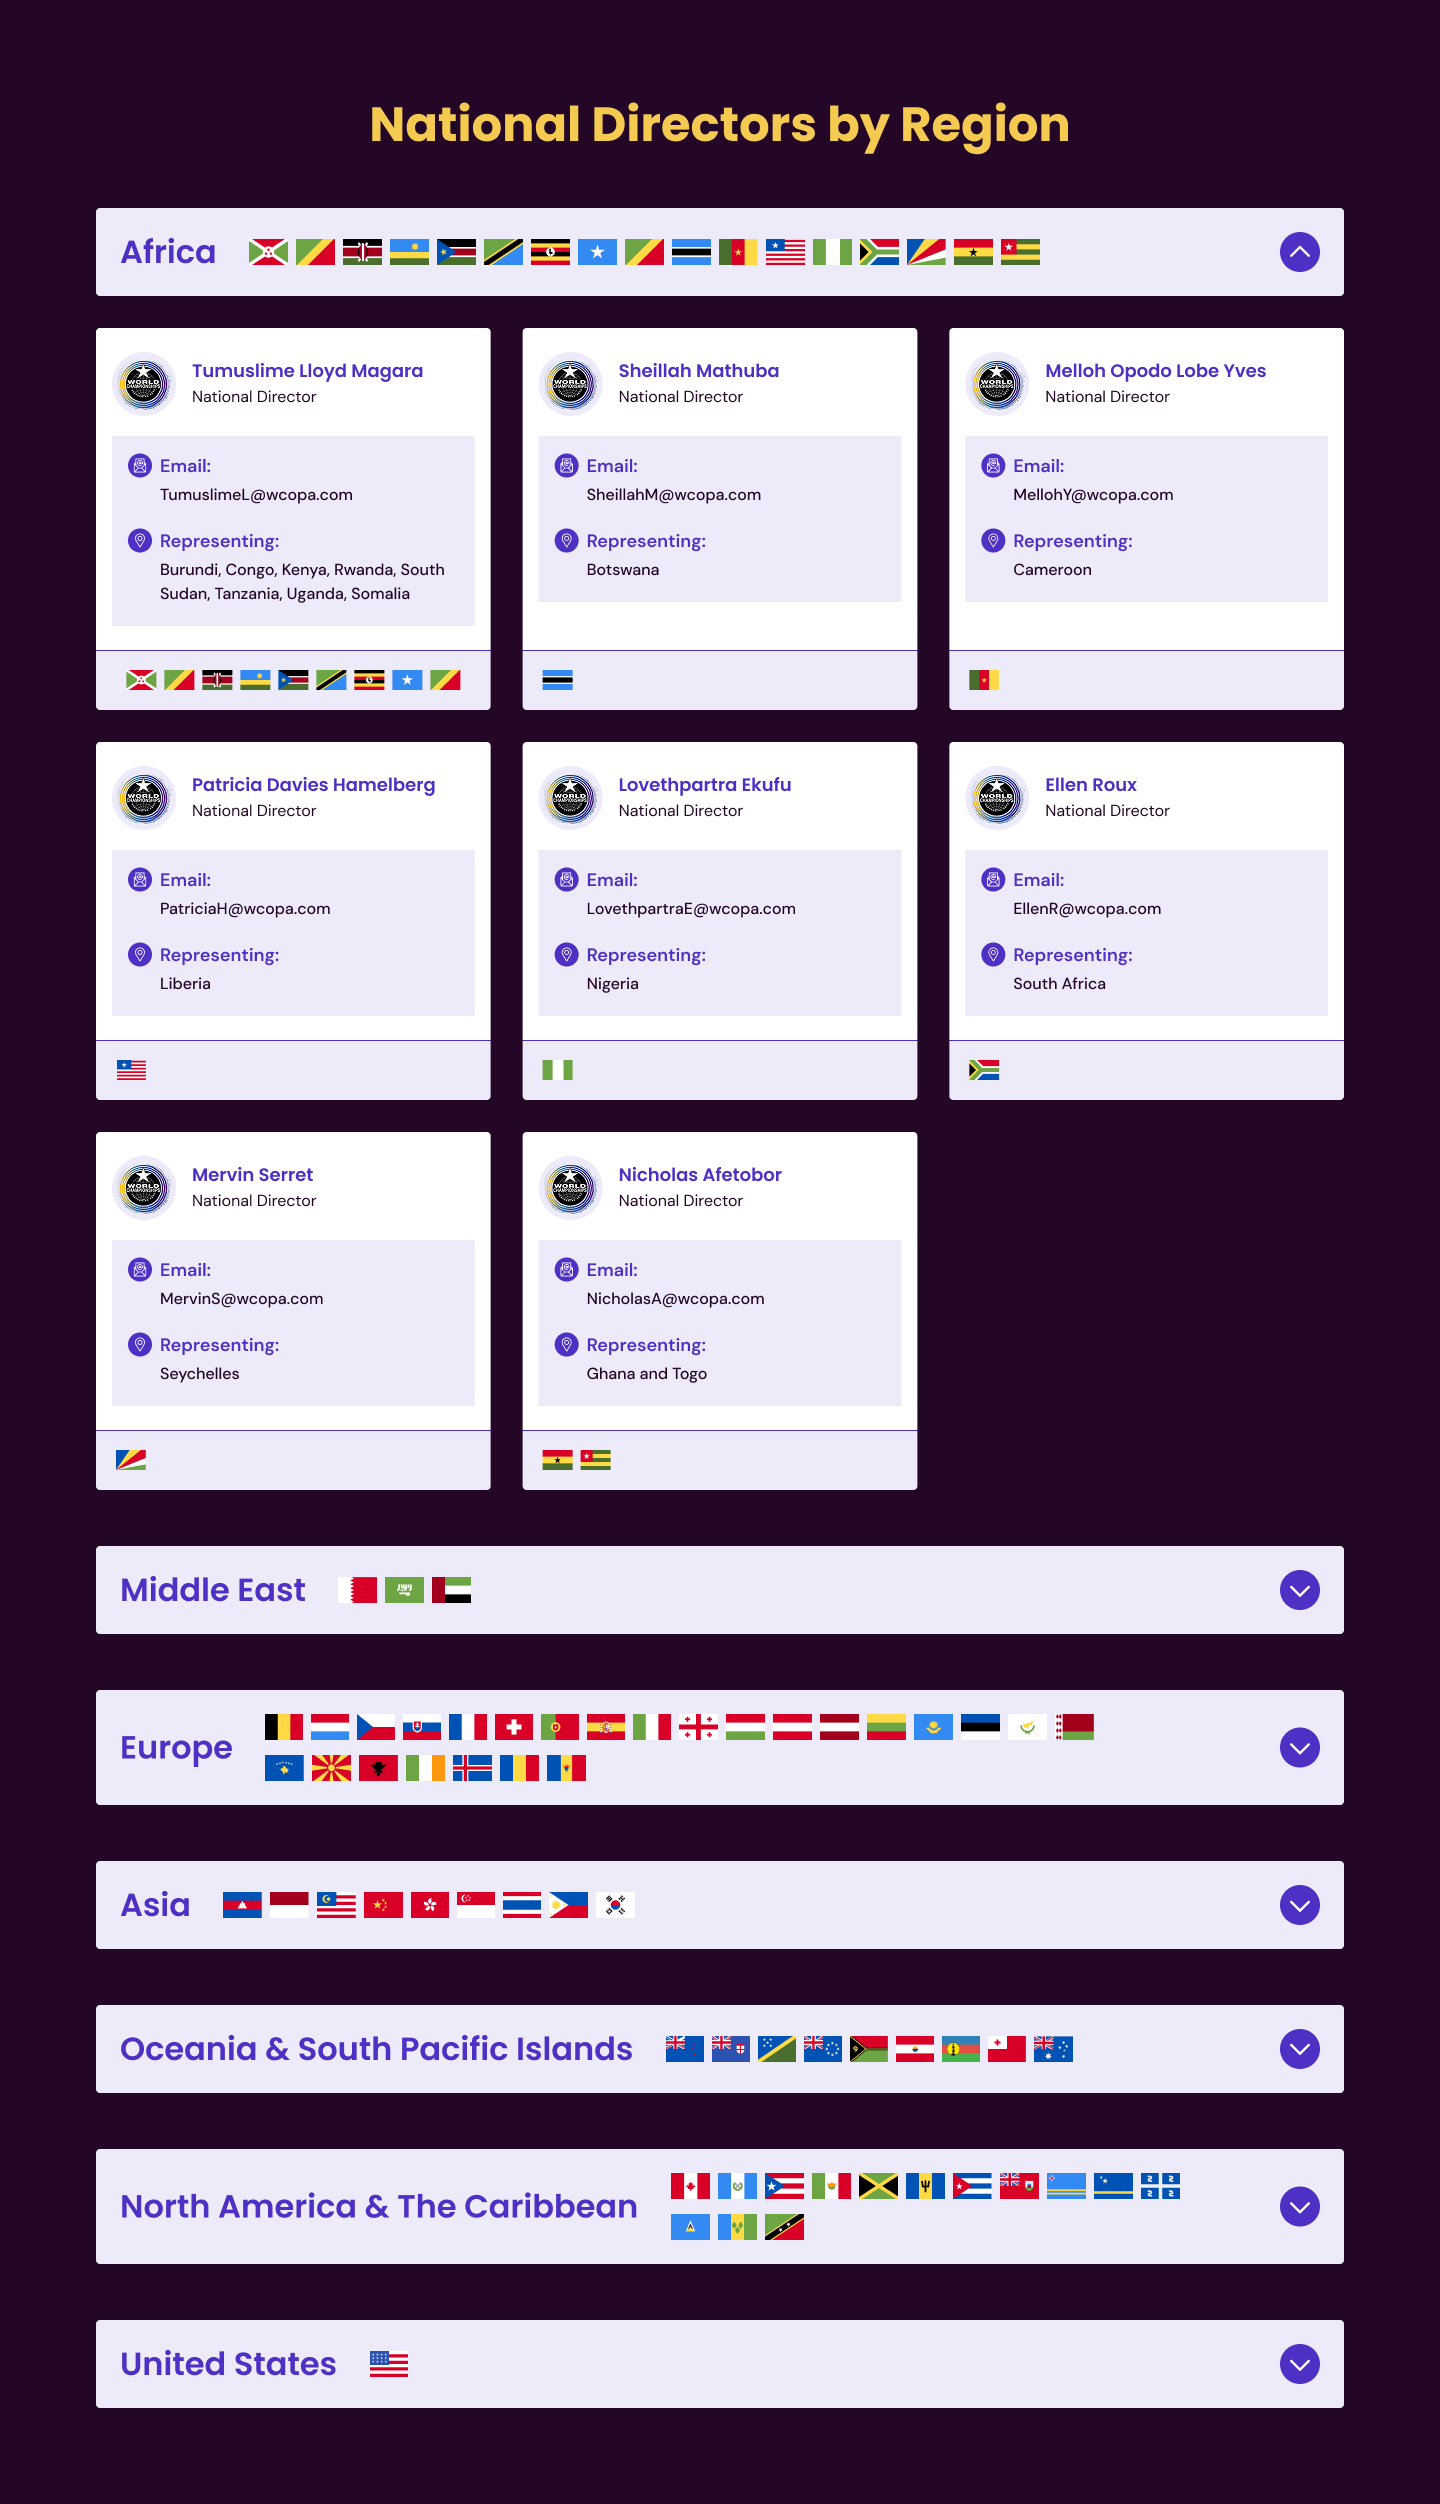 National Directors by Region
Africa
Tumuslime Lloyd Magara
National Director
Email:
TumuslimeL@wcopa.com
Representing:
Burundi, Congo, Kenya, Rwanda, South
Sudan, Tanzania, Uganda, Somalia
Sheillah Mathuba
National Director
Email:
SheillahM@wcopa.com
Representing:
Botswana
Melloh Opodo Lobe Yves
National Director
Email:
MellohY@wcopa.com
Representing:
Cameroon
Patricia Davies Hamelberg
National Director
Email:
PatriciaH@wcopa.com
Representing:
Liberia
Lovethpartra Ekufu
National Director
Email:
LovethpartraE@wcopa.com
Representing:
Nigeria
Ellen Roux
National Director
Email:
EllenR@wcopa.com
Representing:
South Africa
Mervin Serret
National Director
Email:
MervinS@wcopa.com
Representing:
Seychelles
Nicholas Afetobor
National Director
Email:
NicholasA@wcopa.com
Representing:
Ghana and Togo
Middle East
Europe
Asia
Oceania & South Pacific Islands
North America & The Caribbean
United States